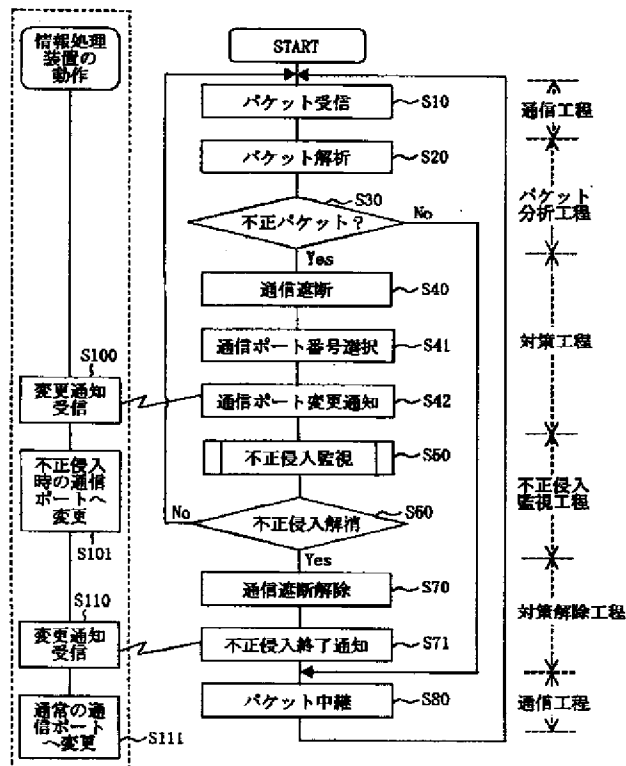 情報処理
装置の
動作
START
パケット受信
S10
通信工程
パケット解析
S20
S30
不正パケット？
No
パケット
分析工程
Yes
通信遮断
S40
通信ポート番号選択
S41
対策工程
S100
変更通知
受信
通信ポート変更通知
S42
不正侵入監視
S50
不正侵入
時の通信
ポートへ
変更
S101
不正侵入
監視工程
No
不正侵入解消
S60
Yes
通信遮断解除
S70
対策解除工程
S110
変更通知
受信
不正侵入終了通知
S71
パケット中継
S80
通信工程
通常の通
信ポート
へ変更
S111